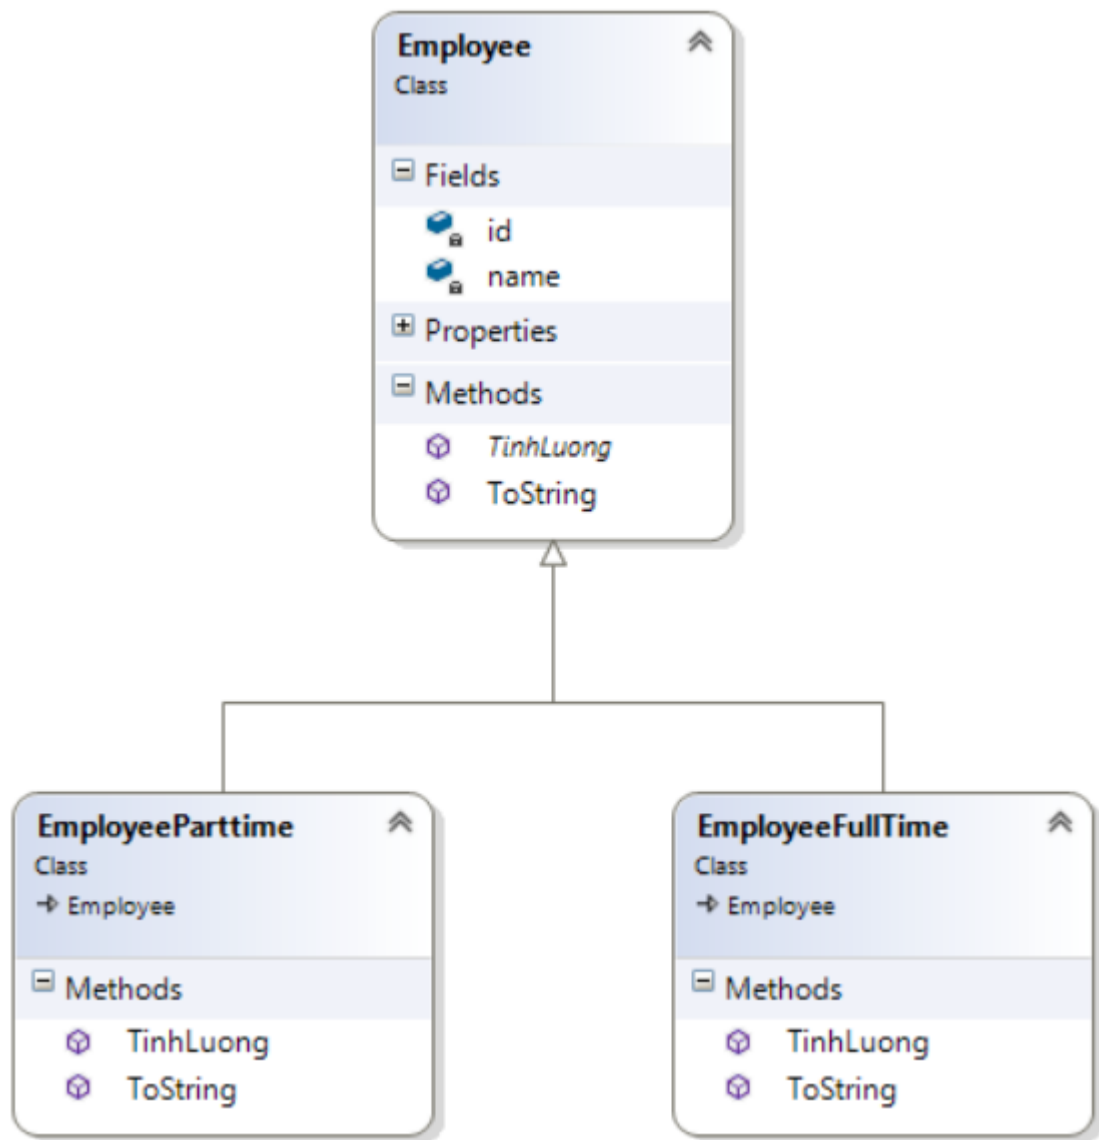 Employee
Class
Fields
id
name
Properties
Methods
TinhLuong
ToString
EmployeeParttime
Class
Employee
Methods
TinhLuong
ToString
EmployeeFullTime
Class
Employee
Methods
TinhLuong
ToString